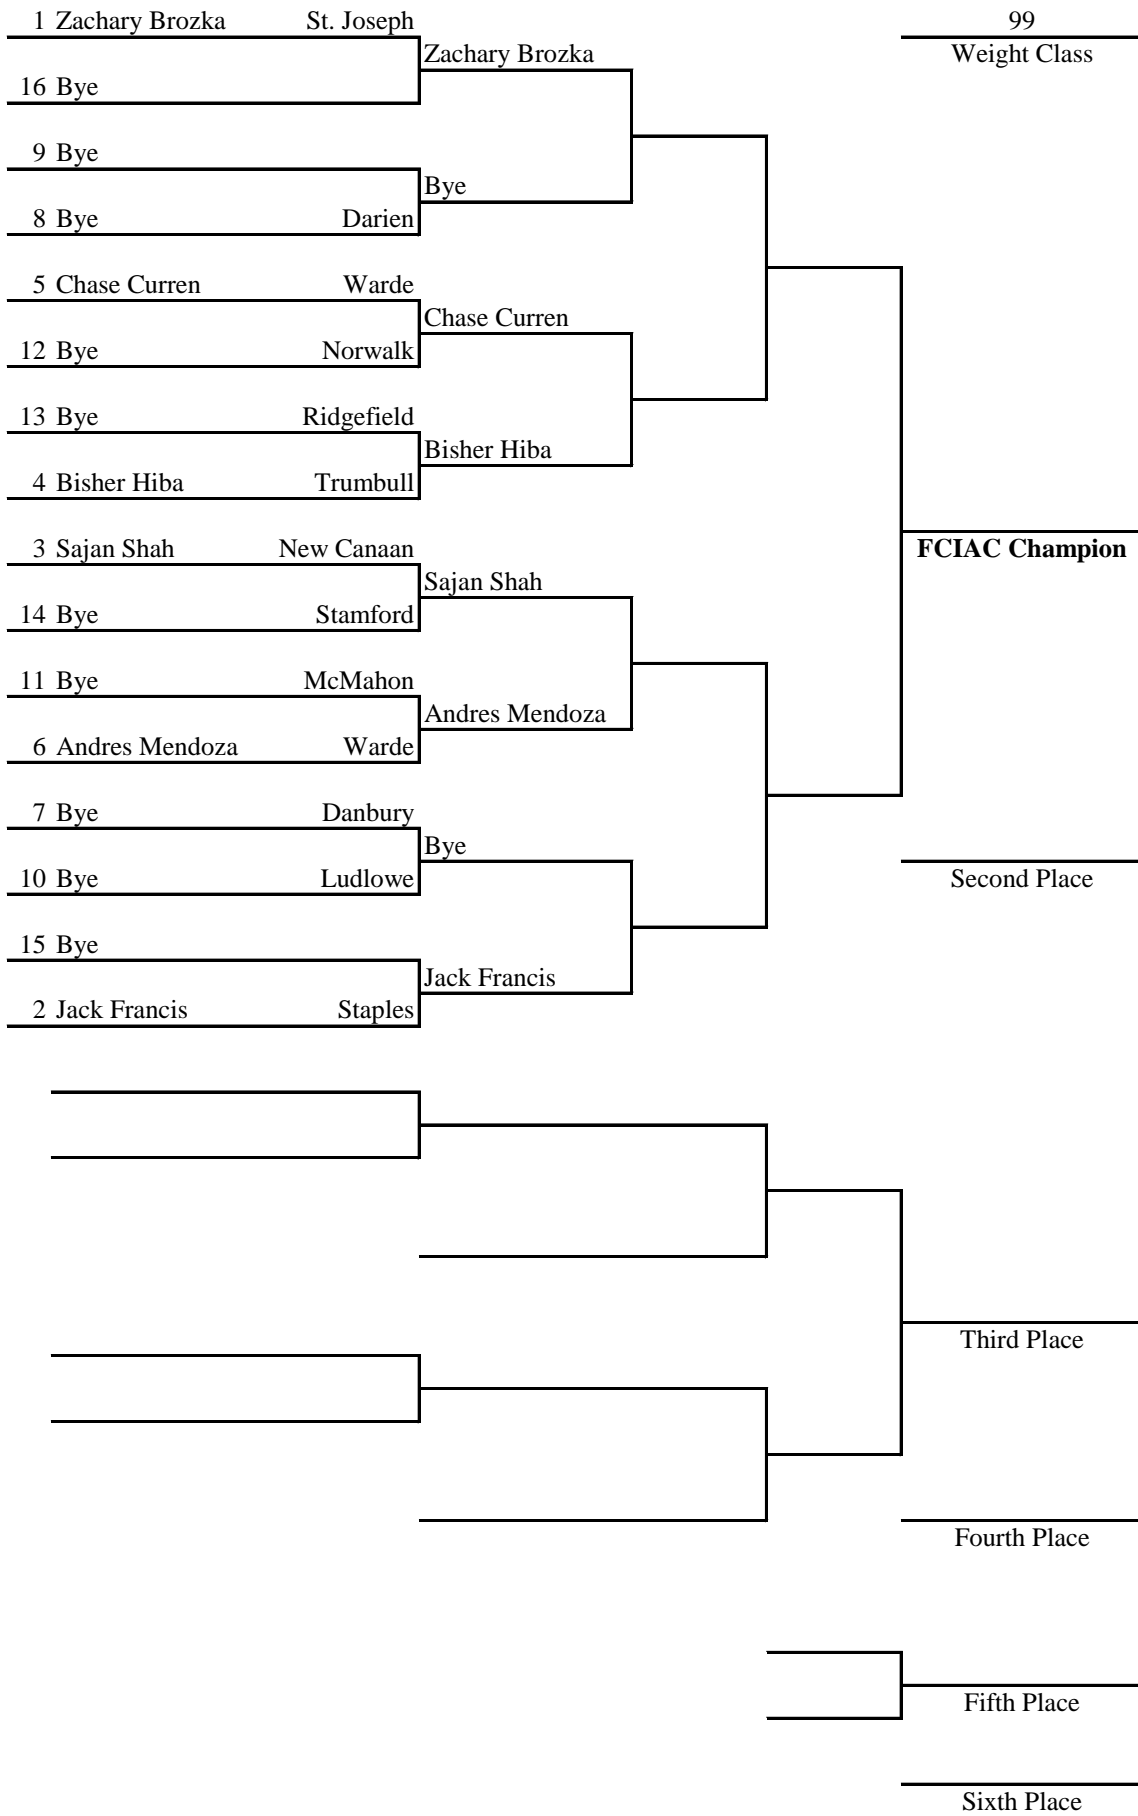 1 Zachary Brozka St. Joseph
99
Zachary Brozka
Weight Class
16 Bye
9 Bye
Bye
8 Bye Darien
5 Chase Curren Warde
Chase Curren
12 Bye Norwalk
13 Bye Ridgefield
Bisher Hiba
4 Bisher Hiba Trumbull
3 Sajan Shah New Canaan
FCIAC Champion
Sajan Shah
14 Bye Stamford
11 Bye McMahon
Andres Mendoza
6 Andres Mendoza Warde
7 Bye Danbury
Bye
10 Bye Ludlowe
Second Place
15 Bye
Jack Francis
2 Jack Francis Staples
Third Place
Fourth Place
Fifth Place
Sixth Place